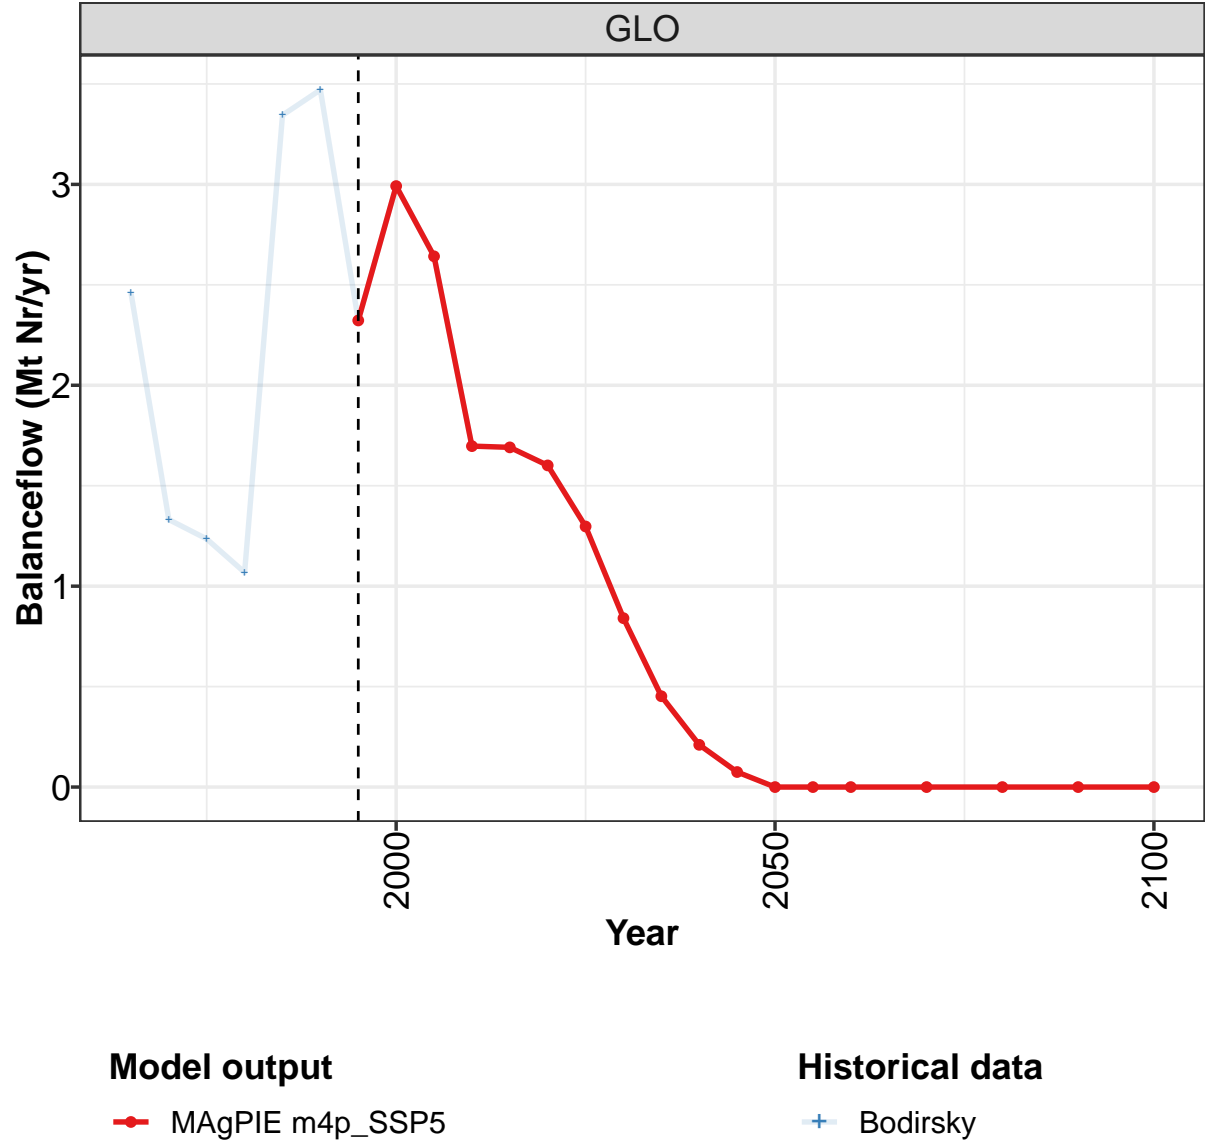 GLO
Balanceflow (Mt Nr/yr)
3
2
1
0
2000
2050
2100
Year
Model output
MAgPIE m4p_SSP5
Historical data
Bodirsky